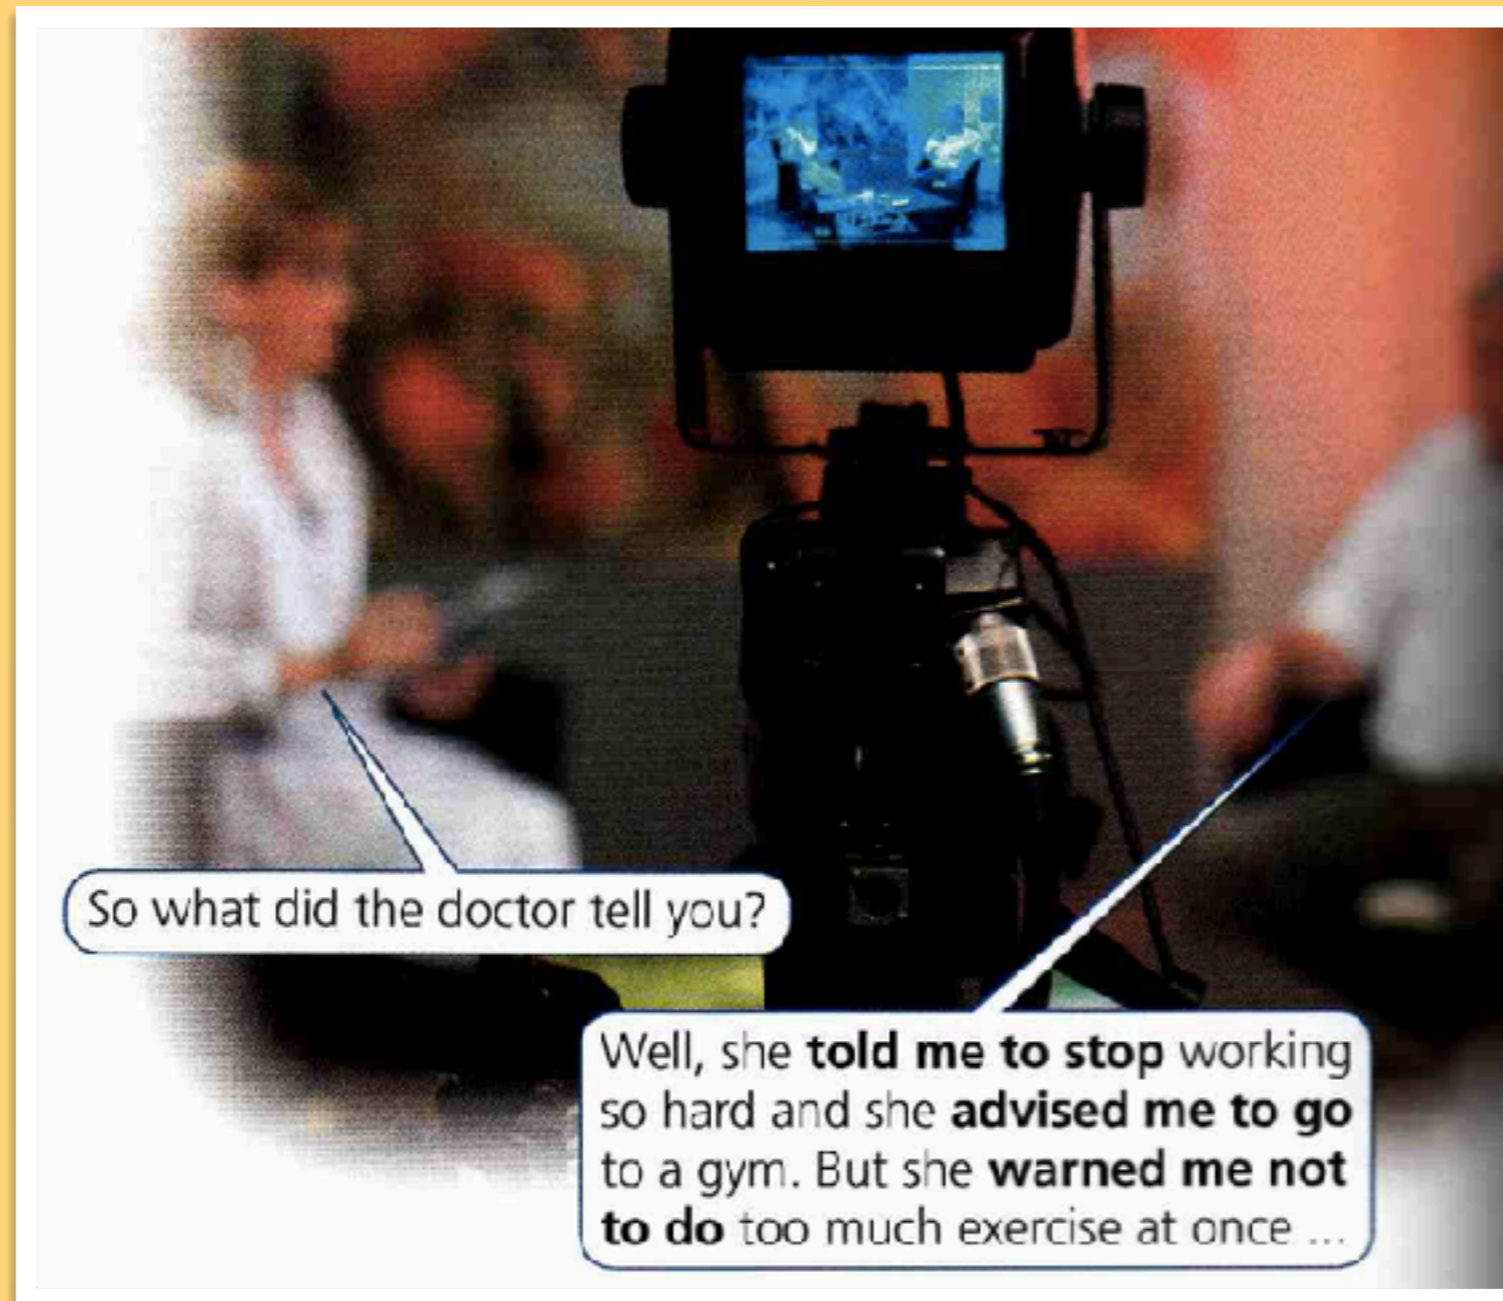 So what did the doctor tell you?
Well, she told me to stop working
so hard and she advised me to go
to a gym. But she warned me not
to do too much exercise at once ...